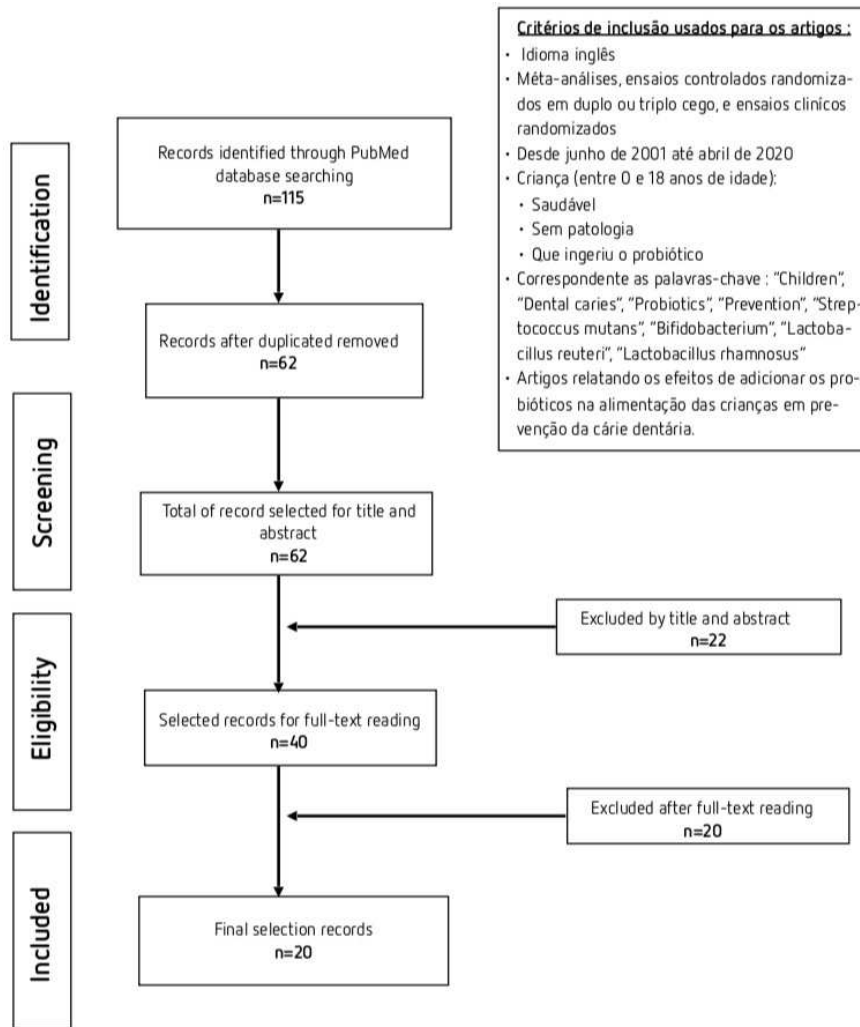 Critérios de inclusão usados para os artigos :
• Idioma inglês
• Méta-análises, ensaios controlados randomiza-
dos em duplo ou triplo cego, e ensaios clínicos
randomizados
• Desde junho de 2001 até abril de 2020
• Criança (entre 0 e 18 anos de idade):
• Saudável
• Sem patologia
• Que ingeriu o probiótico
• Correspondente as palavras-chave : "Children",
"Dental caries", "Probiotics", "Prevention", "Strep-
tococcus mutans", "Bifidobacterium", "Lactoba-
cillus reuteri", "Lactobacillus rhamnosus"
• Artigos relatando os efeitos de adicionar os pro-
bióticos na alimentação das crianças em pre-
venção da cárie dentária.
Identification
Records identified through PubMed
database searching
n=115
Records after duplicated removed
n=62
Screening
Total of record selected for title and
abstract
n=62
Excluded by title and abstract
n=22
Eligibility
Selected records for full-text reading
n=40
Excluded after full-text reading
n=20
Included
Final selection records
n=20